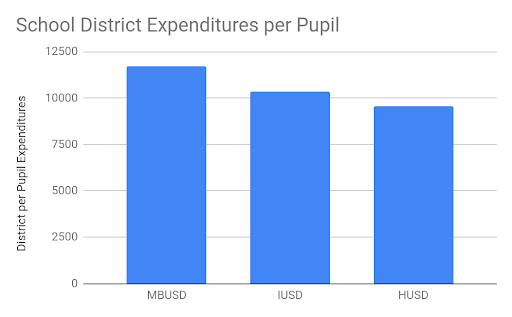 School District Expenditures per Pupil
District per Pupil Expenditures
12500
10000
7500
5000
2500
0
MBUSD IUSD HUSD